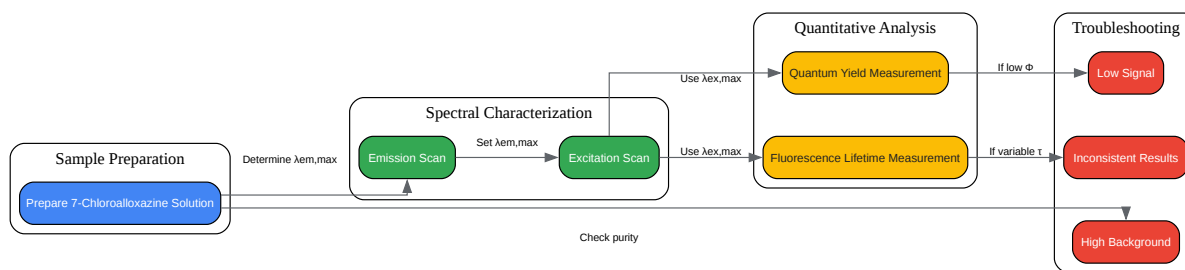 Quantitative Analysis
Troubleshooting
Quantum Yield Measurement
If low Φ
Low Signal
Use λex,max
Spectral Characterization
Sample Preparation
Determine λem,max
Emission Scan
Set λem,max
Excitation Scan
Use λex,max
Fluorescence Lifetime Measurement
If variable τ
Inconsistent Results
Prepare 7-Chloroalloxazine Solution
Check purity
High Background